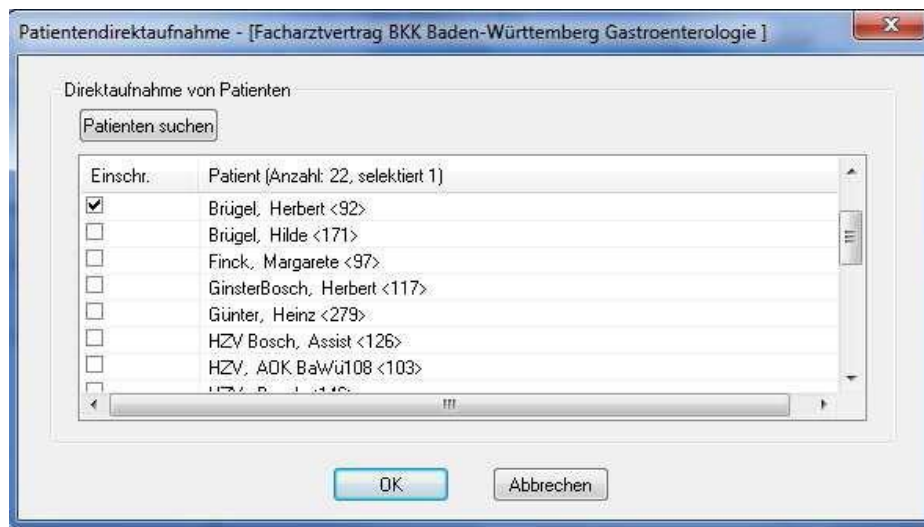 Patientendirektaufnahme - [Facharztvertrag BKK Baden-Württemberg Gastroenterologie ]
Direktaufnahme von Patienten
Patienten suchen
Einschr. Patient (Anzahl: 22, selektiert 1)
Brügel, Herbert <92>
Brügel, Hilde <171>
Finck, Margarete <97>
GinsterBosch, Herbert <117>
Günter, Heinz <279>
HZV Bosch, Assist <126>
HZV, AOK BaWü108 <103>
OK Abbrechen